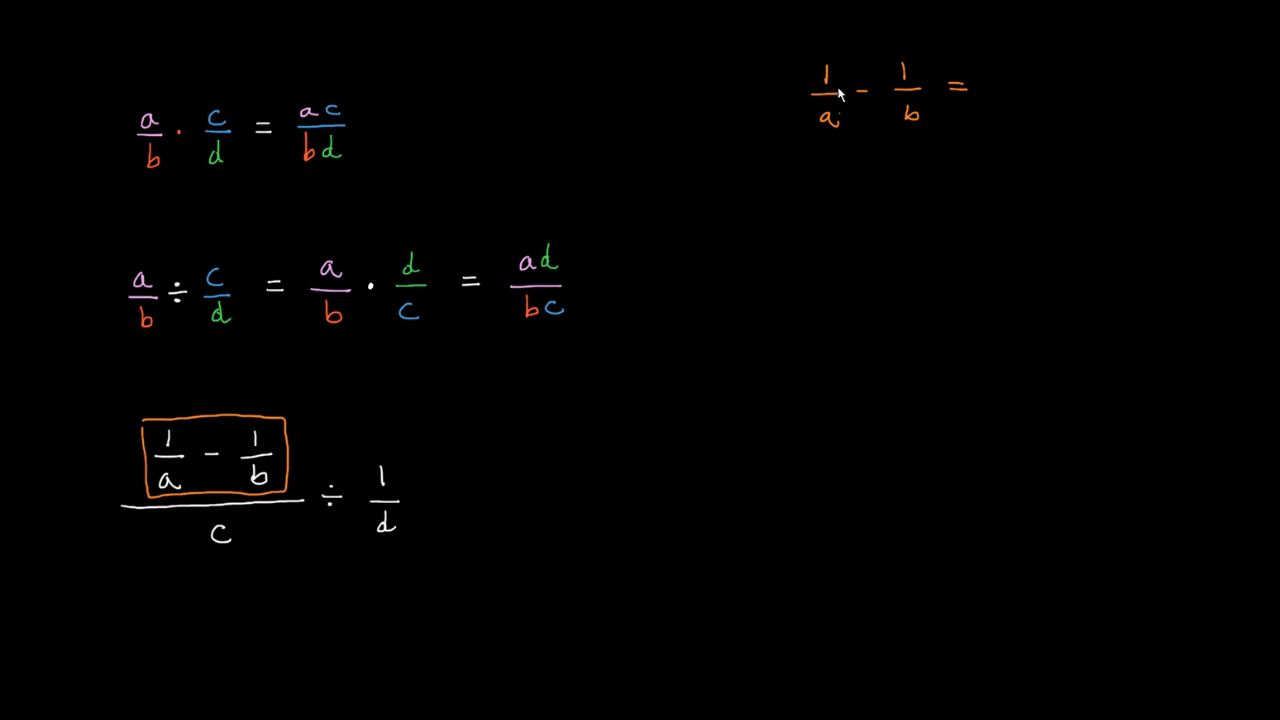 a/b · c/d = ac/bd
1/a - 1/b =
a/b ÷ c/d = a/b · d/c = ad/bc
(1/a - 1/b)/c ÷ 1/d